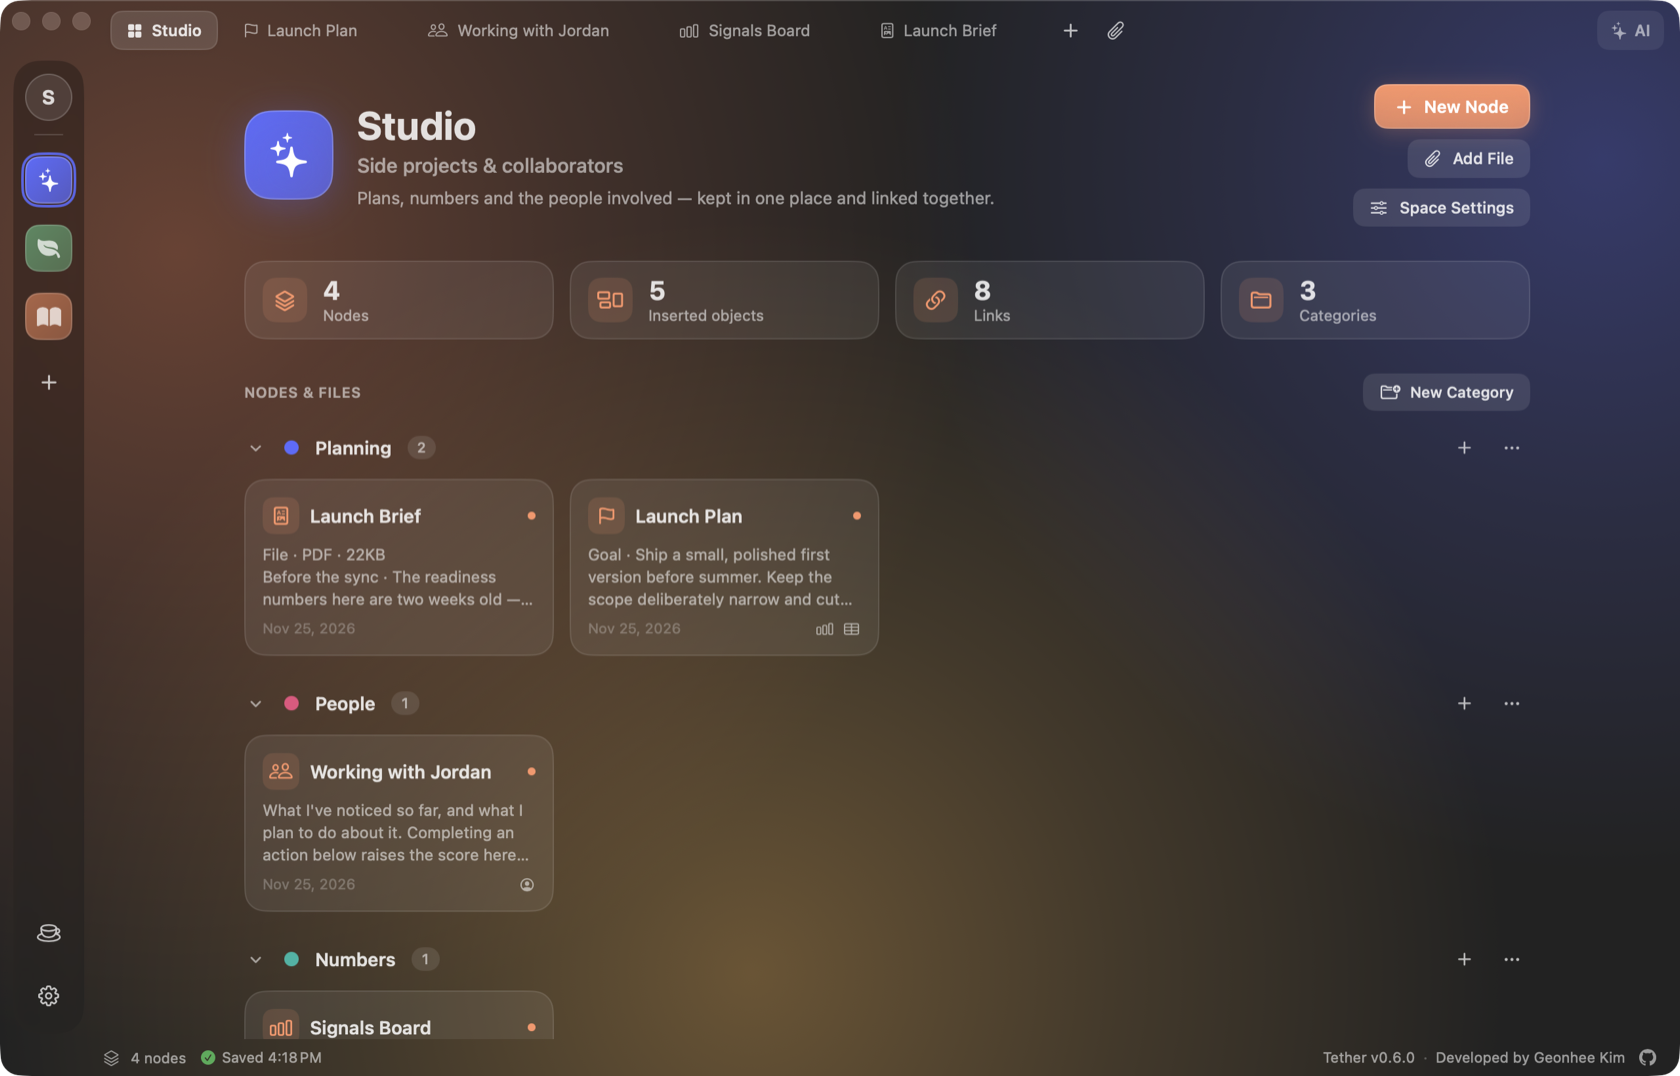 Studio
Launch Plan
Working with Jordan
Signals Board
Launch Brief
AI
S
Studio
Side projects & collaborators
Plans, numbers and the people involved — kept in one place and linked together.
New Node
Add File
Space Settings
4
Nodes
5
Inserted objects
8
Links
3
Categories
NODES & FILES
New Category
Planning 2
Launch Brief
File · PDF · 22KB
Before the sync · The readiness
numbers here are two weeks old —...
Nov 25, 2026
Launch Plan
Goal · Ship a small, polished first
version before summer. Keep the
scope deliberately narrow and cut...
Nov 25, 2026
People 1
Working with Jordan
What I've noticed so far, and what I
plan to do about it. Completing an
action below raises the score here...
Nov 25, 2026
Numbers 1
Signals Board
4 nodes
Saved 4:18 PM
Tether v0.6.0 · Developed by Geonhee Kim